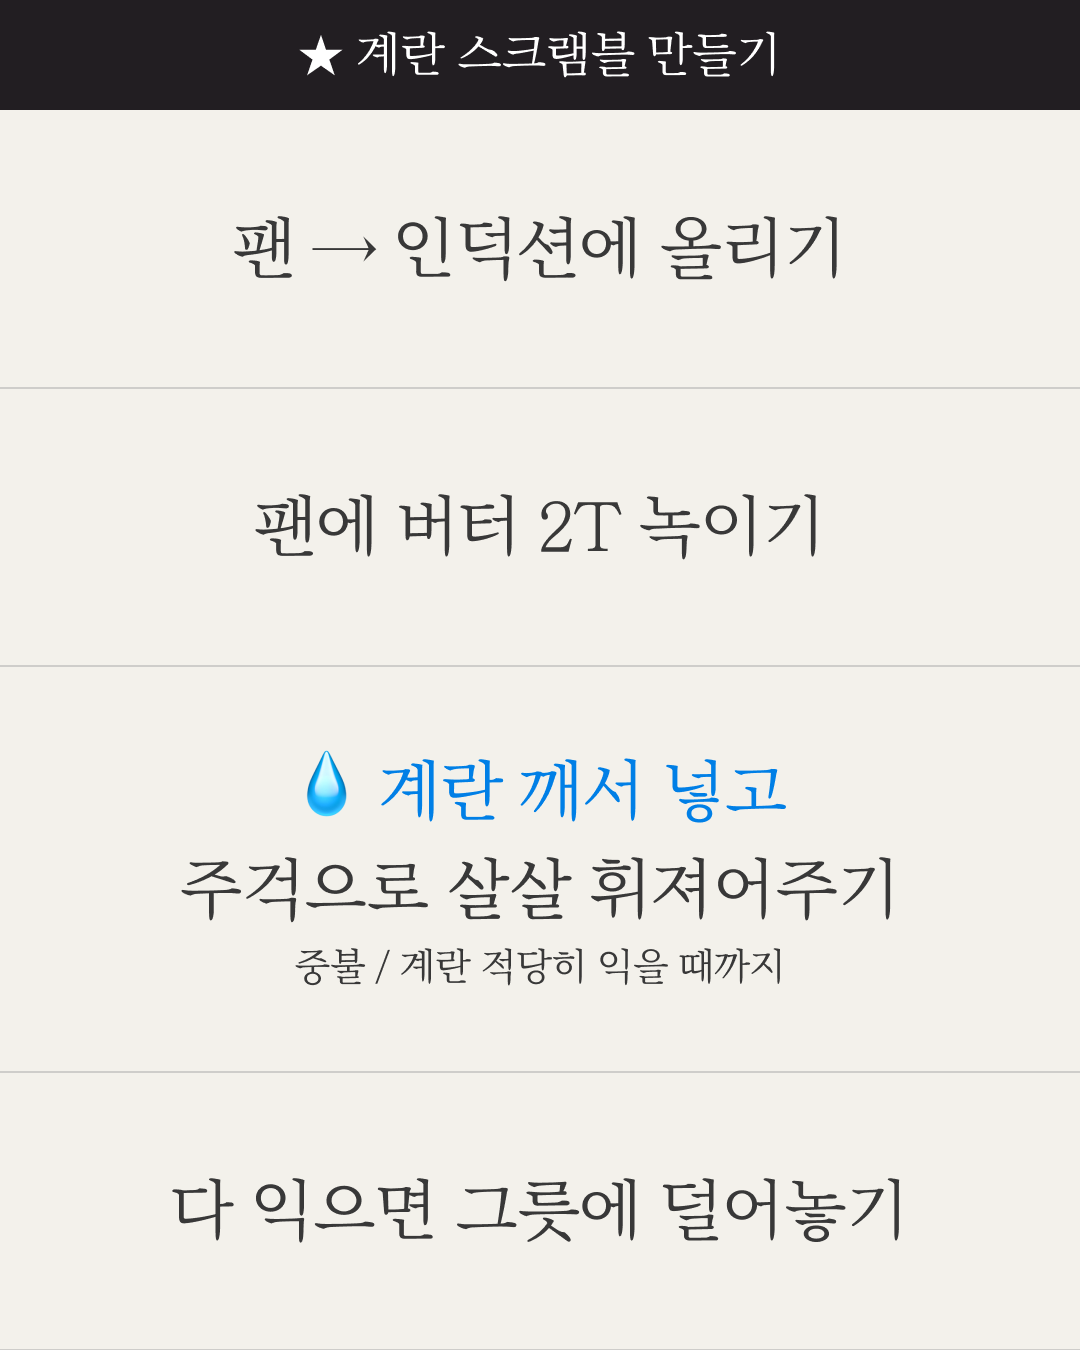 ★ 계란 스크램블 만들기
팬 → 인덕션에 올리기
팬에 버터 2T 녹이기
💧 계란 깨서 넣고
주걱으로 살살 휘져어주기
중불 / 계란 적당히 익을 때까지
다 익으면 그릇에 덜어놓기